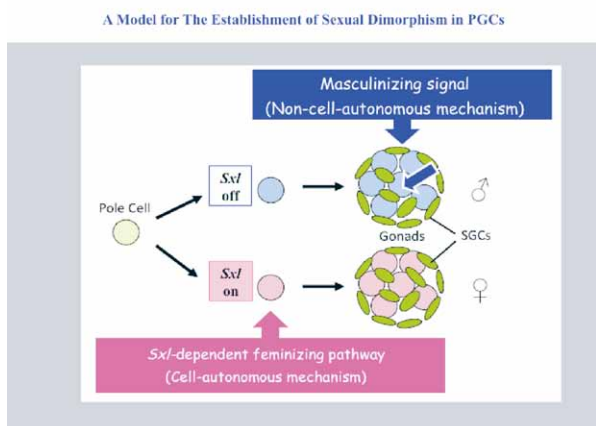 A Model for The Establishment of Sexual Dimorphism in PGCs
Masculinizing signal
(Non-cell-autonomous mechanism)
Sxl
off
Pole Cell
♂
Gonads
SGCs
Sxl
on
♀
Sxl-dependent feminizing pathway
(Cell-autonomous mechanism)